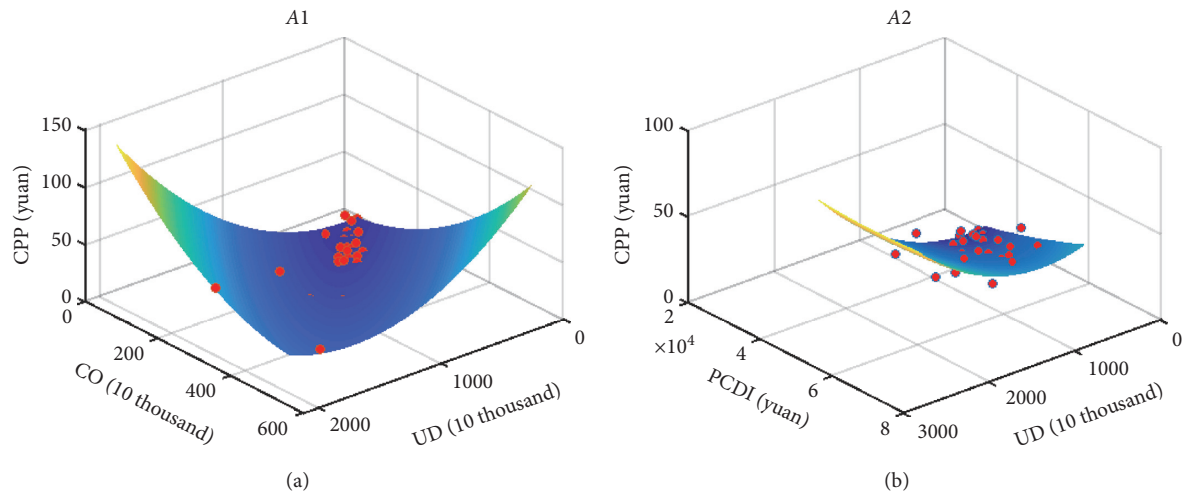 A1
CPP (yuan)
150
100
50
0
0
200
400
600
CO (10 thousand)
2000
1000
0
UD (10 thousand)
(a)
A2
CPP (yuan)
100
50
0
2
×10⁴
4
6
8
PCDI (yuan)
3000
2000
1000
0
UD (10 thousand)
(b)